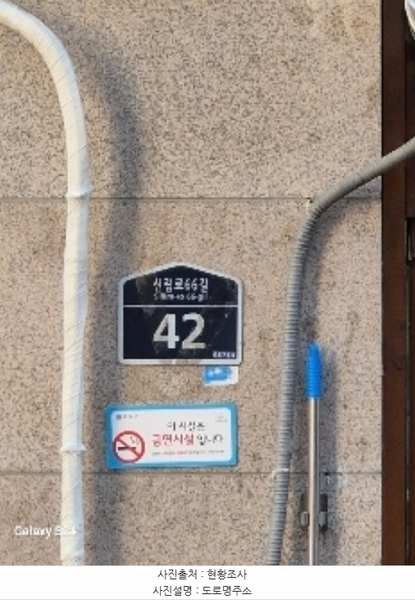 신림로66길
Sillim-ro 66-gil
42
이 시설은
금연시설 입니다
Galaxy
사진출처 : 현황조사
사진설명 : 도로명주소